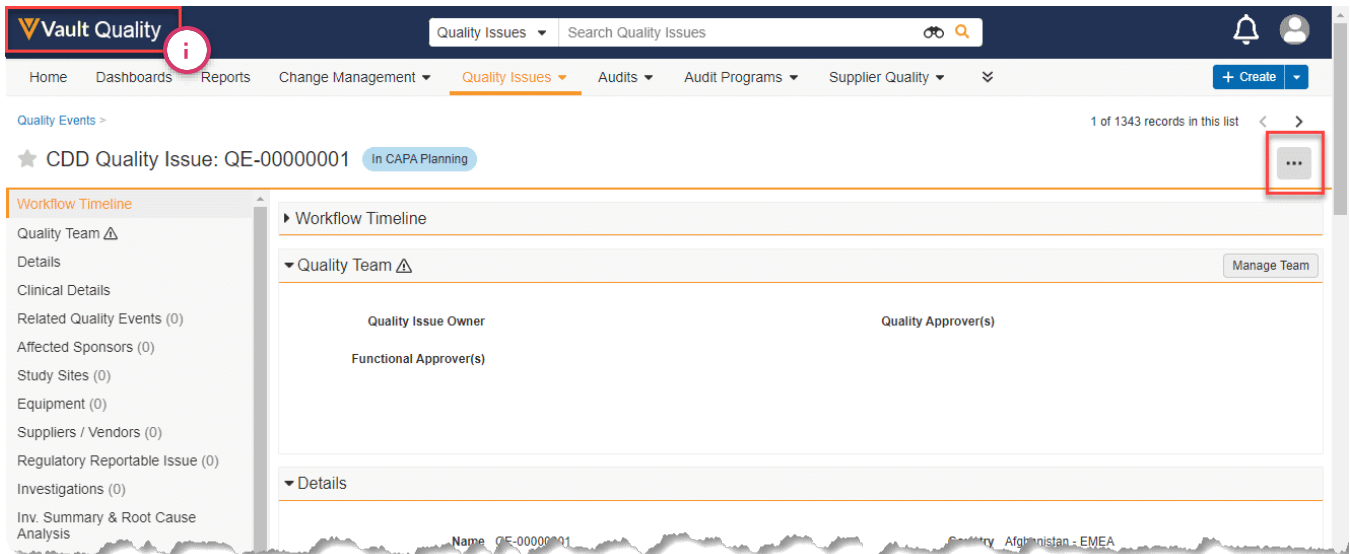 Vault Quality
i
Quality Issues
Search Quality Issues
Home Dashboards Reports Change Management Quality Issues Audits Audit Programs Supplier Quality + Create
Quality Events >
1 of 1343 records in this list
CDD Quality Issue: QE-00000001 In CAPA Planning
...
Workflow Timeline
Quality Team
Details
Clinical Details
Related Quality Events (0)
Affected Sponsors (0)
Study Sites (0)
Equipment (0)
Suppliers / Vendors (0)
Regulatory Reportable Issue (0)
Investigations (0)
Inv. Summary & Root Cause
Analysis
Workflow Timeline
Quality Team
Manage Team
Quality Issue Owner
Quality Approver(s)
Functional Approver(s)
Details
Name QE-00000001
Country Afghanistan - EMEA